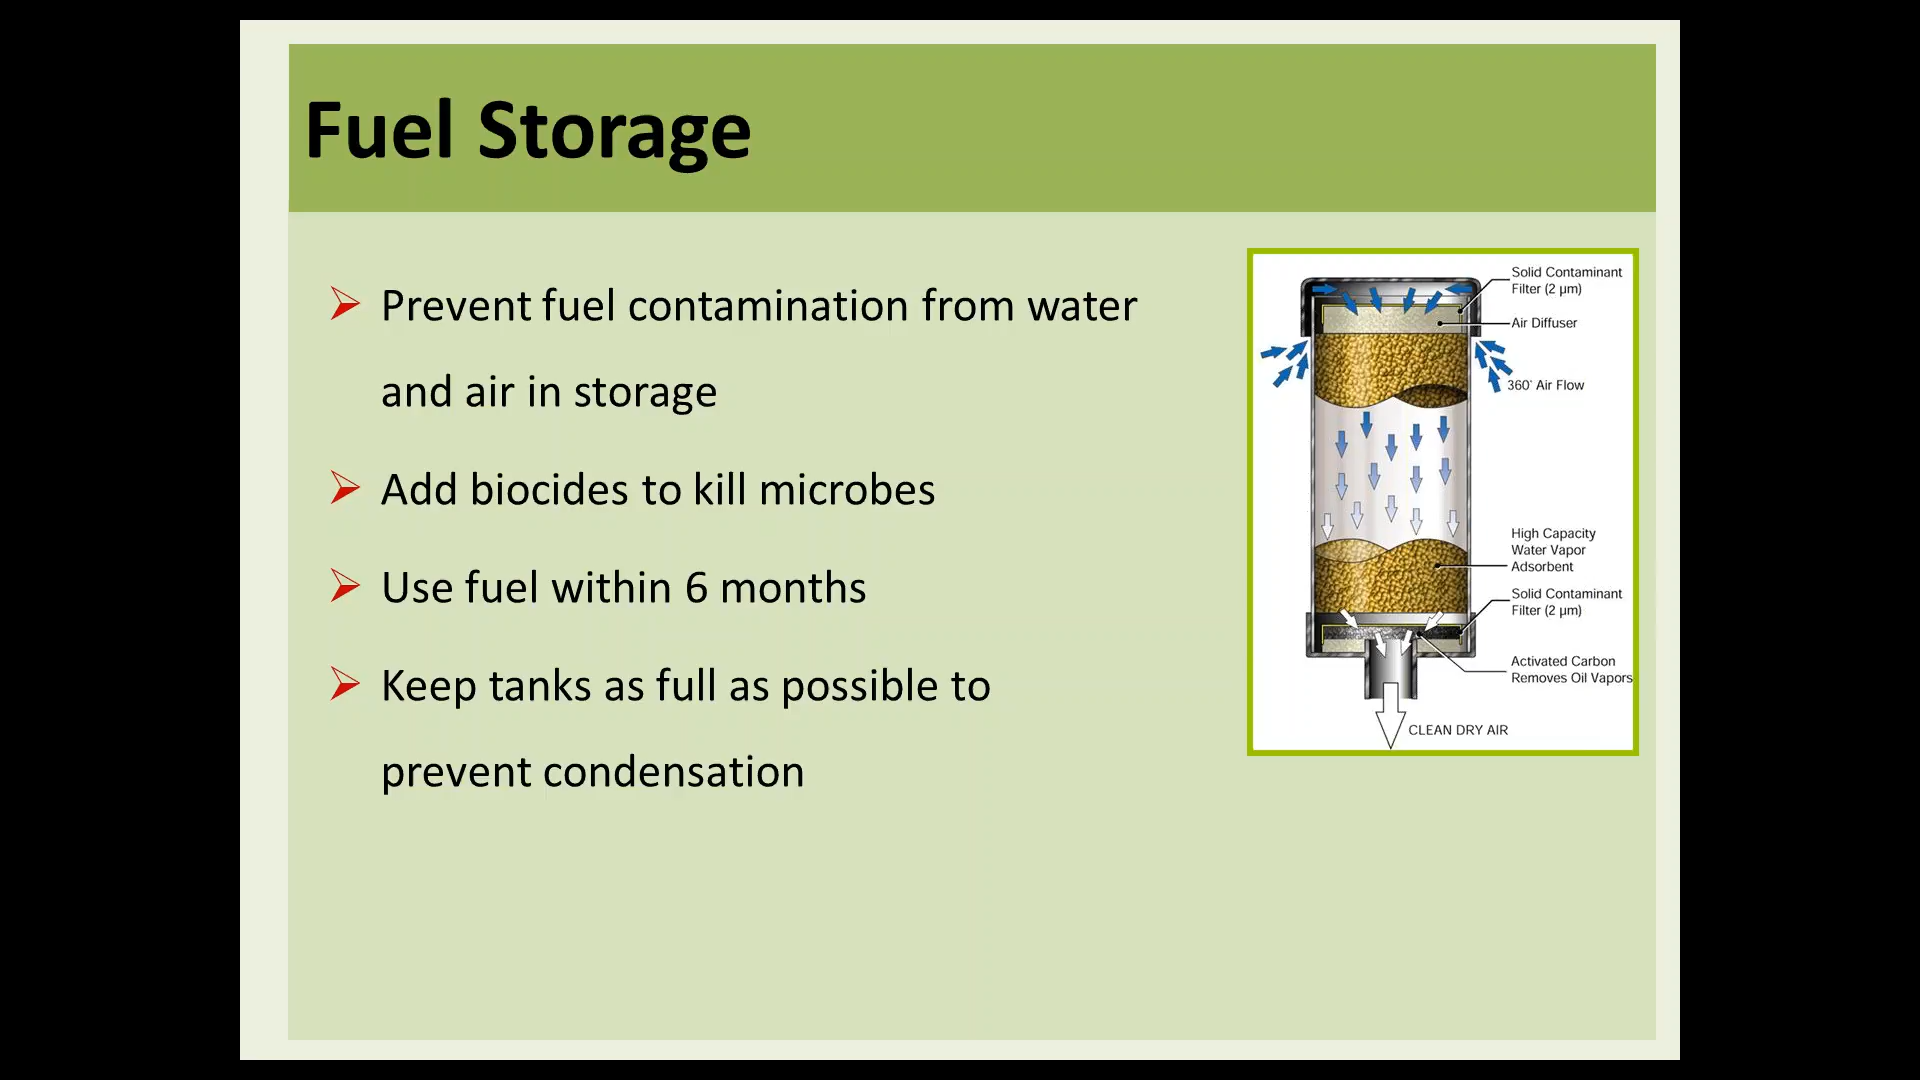 Fuel Storage
Prevent fuel contamination from water
and air in storage
Add biocides to kill microbes
Use fuel within 6 months
Keep tanks as full as possible to
prevent condensation
Solid Contaminant
Filter (2 µm)
Air Diffuser
360° Air Flow
High Capacity
Water Vapor
Adsorbent
Solid Contaminant
Filter (2 µm)
Activated Carbon
Removes Oil Vapors
CLEAN DRY AIR